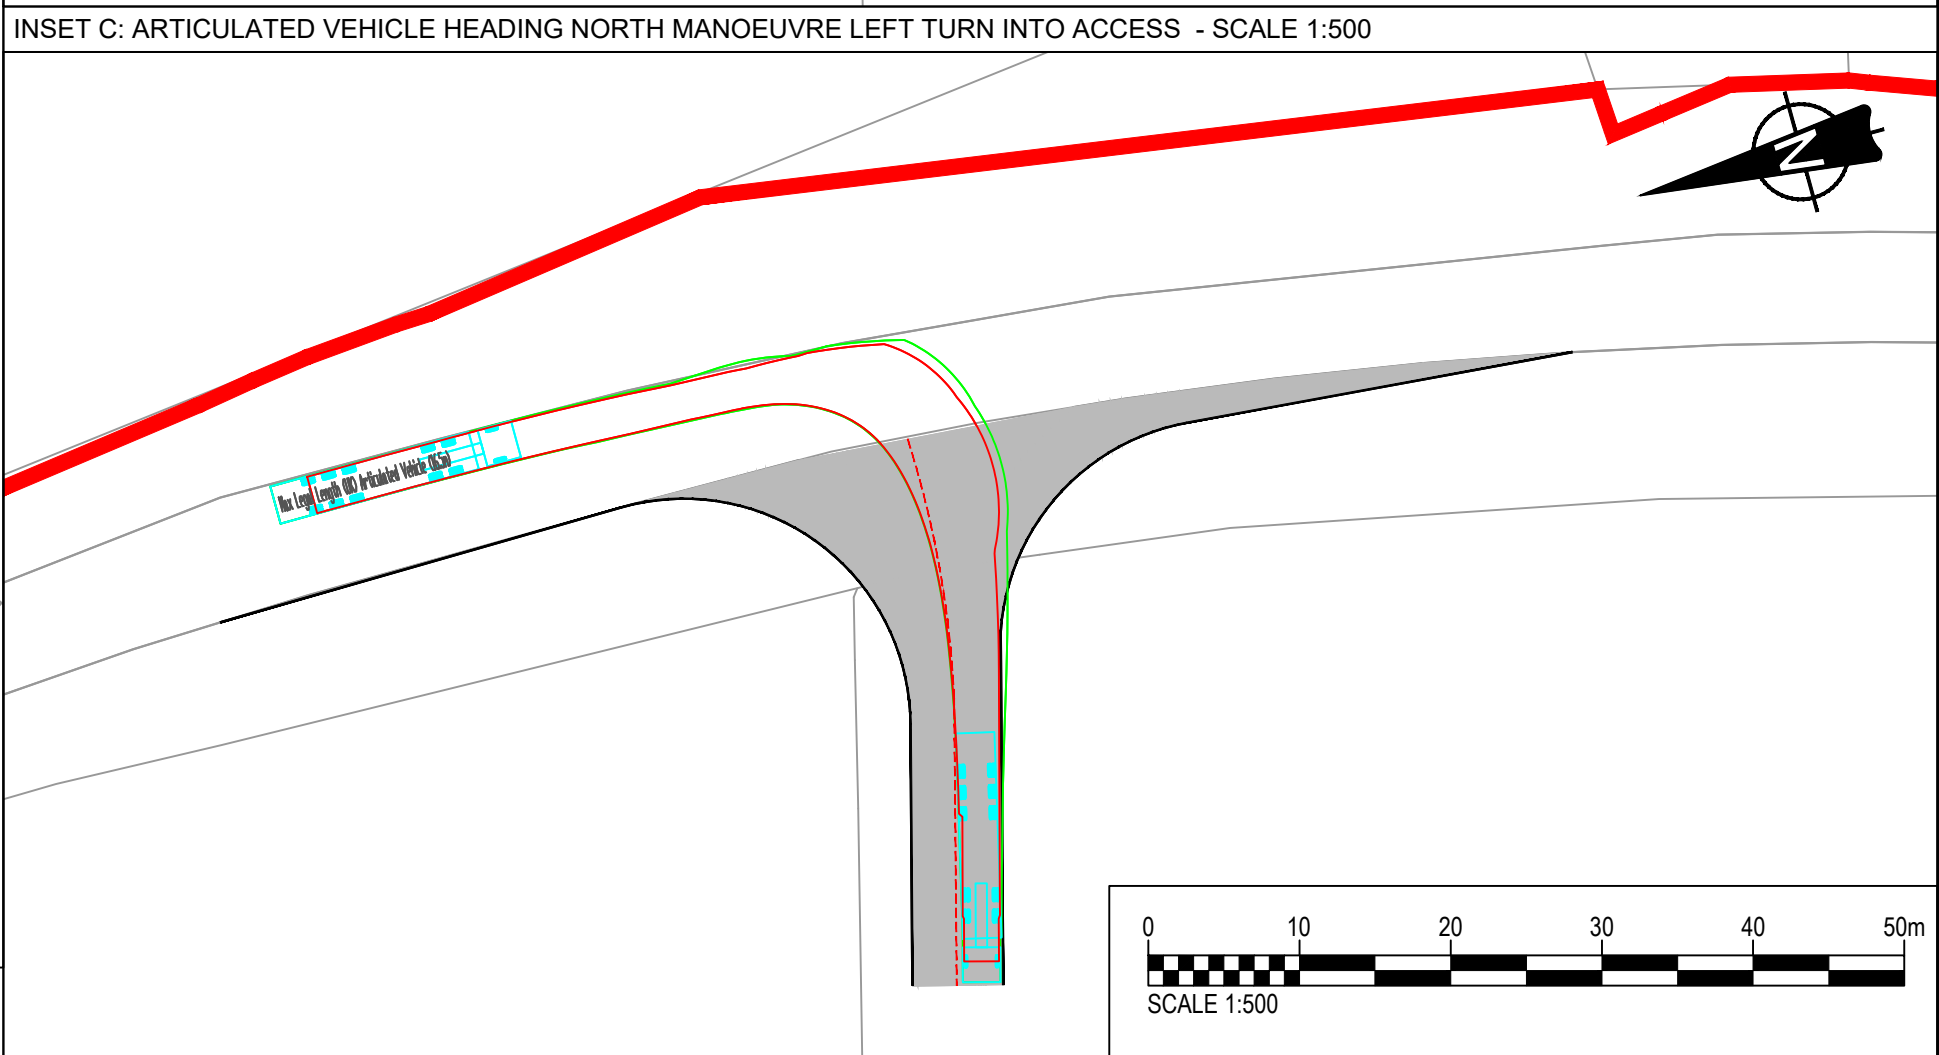 INSET C: ARTICULATED VEHICLE HEADING NORTH MANOEUVRE LEFT TURN INTO ACCESS - SCALE 1:500
N
Max Legal Length (UK) Articulated Vehicle (16.5m)
0 10 20 30 40 50m
SCALE 1:500